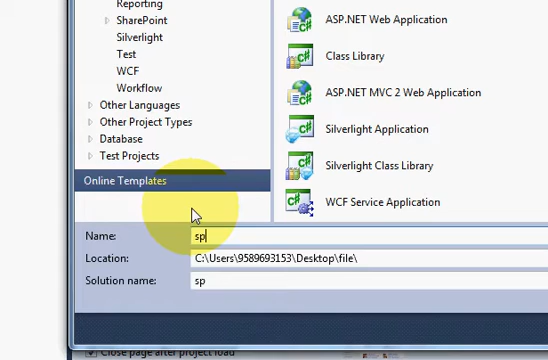 Reporting
SharePoint
Silverlight
Test
WCF
Workflow
Other Languages
Other Project Types
Database
Test Projects
Online Templates
ASP.NET Web Application
Class Library
ASP.NET MVC 2 Web Application
Silverlight Application
Silverlight Class Library
WCF Service Application
Name: sp
Location: C:\Users\9589693153\Desktop\file\
Solution name: sp
Close page after project load